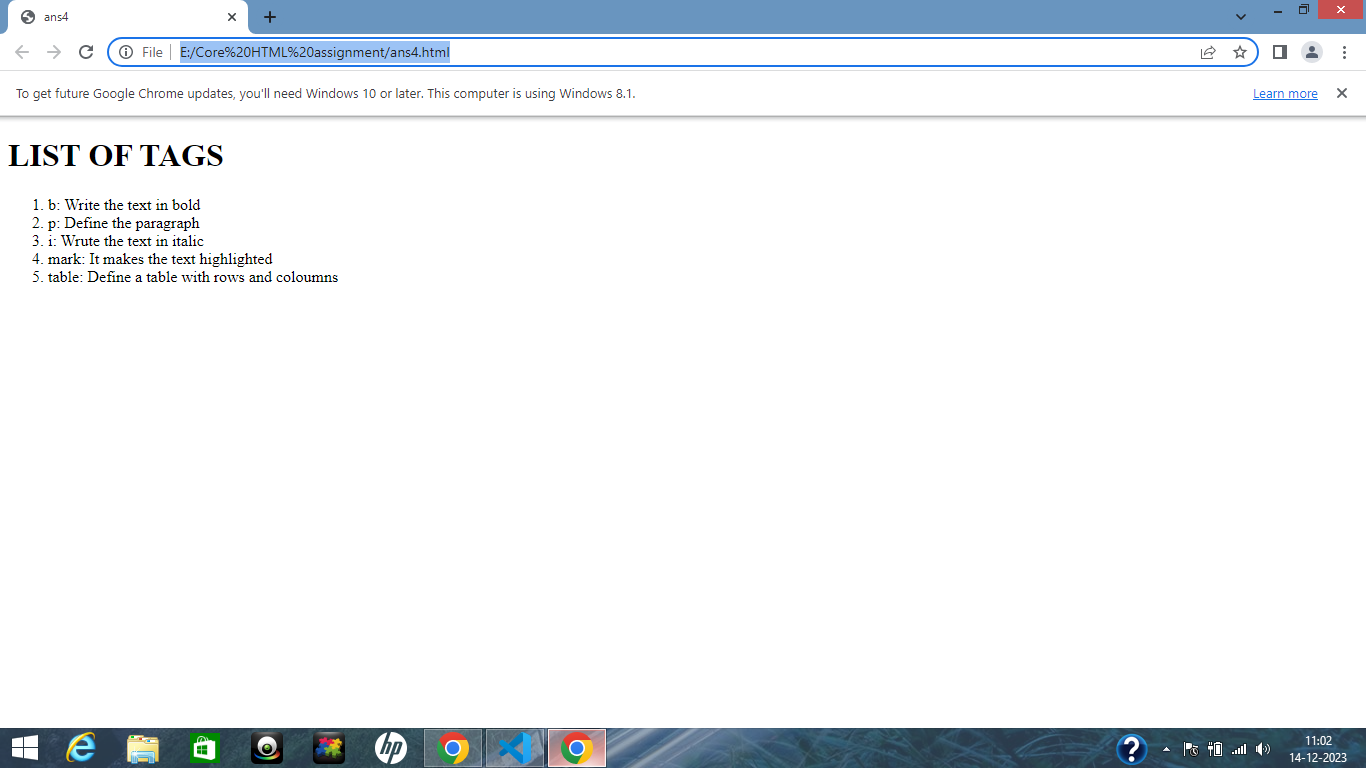 ans4
File
E:/Core%20HTML%20assignment/ans4.html
To get future Google Chrome updates, you'll need Windows 10 or later. This computer is using Windows 8.1.
Learn more
LIST OF TAGS
1. b: Write the text in bold
2. p: Define the paragraph
3. i: Wrute the text in italic
4. mark: It makes the text highlighted
5. table: Define a table with rows and coloumns
hp
?
11:02
14-12-2023